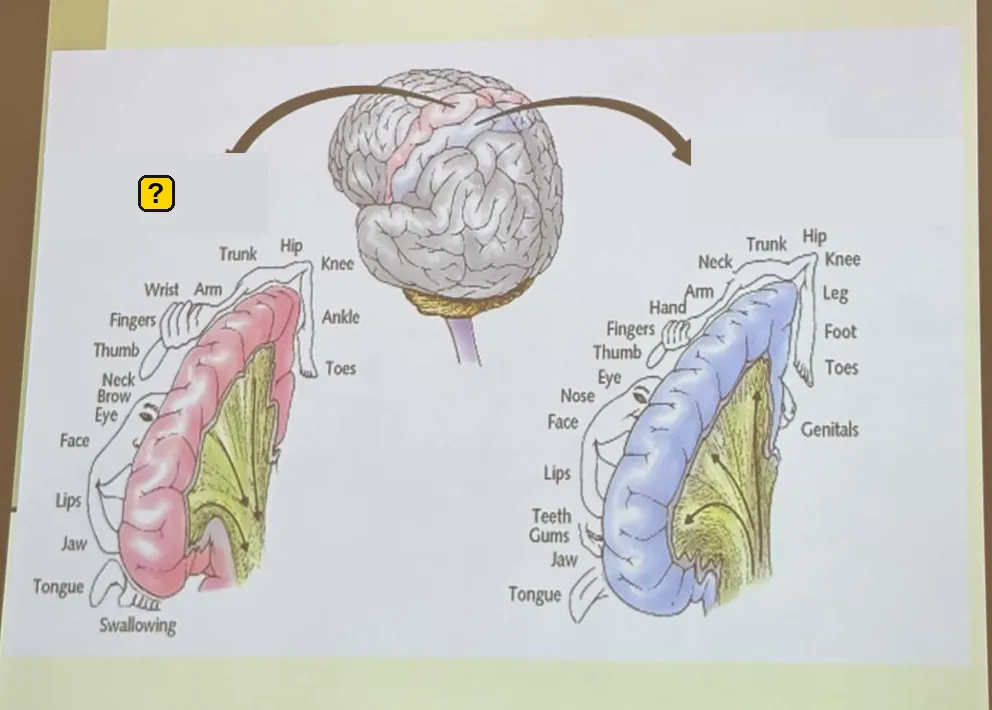 ?
Trunk
Hip
Knee
Wrist
Arm
Fingers
Ankle
Thumb
Toes
Neck
Brow
Eye
Face
Lips
Jaw
Tongue
Swallowing
Trunk
Hip
Neck
Knee
Arm
Leg
Hand
Fingers
Foot
Thumb
Toes
Eye
Nose
Face
Genitals
Lips
Teeth
Gums
Jaw
Tongue